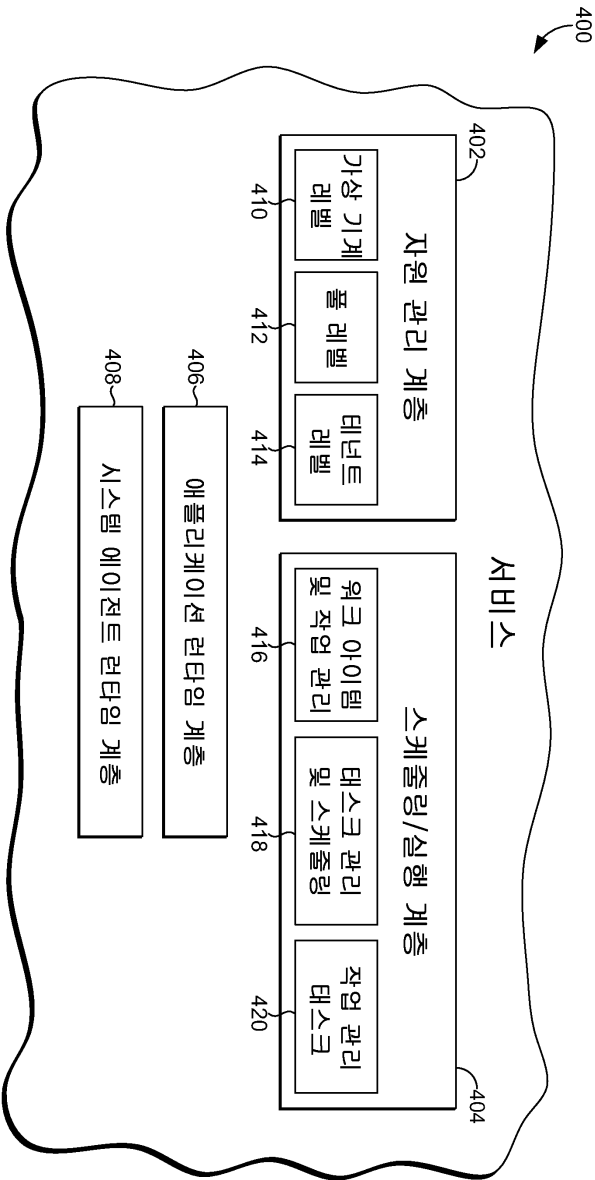 400
서비스
402
자원 관리 계층
가상 기계
레벨
410
풀 레벨
412
테넌트
레벨
414
404
스케줄링/실행 계층
워크 아이템
및 작업 관리
416
태스크 관리
및 스케줄링
418
작업 관리
태스크
420
406
애플리케이션 런타임 계층
408
시스템 에이전트 런타임 계층